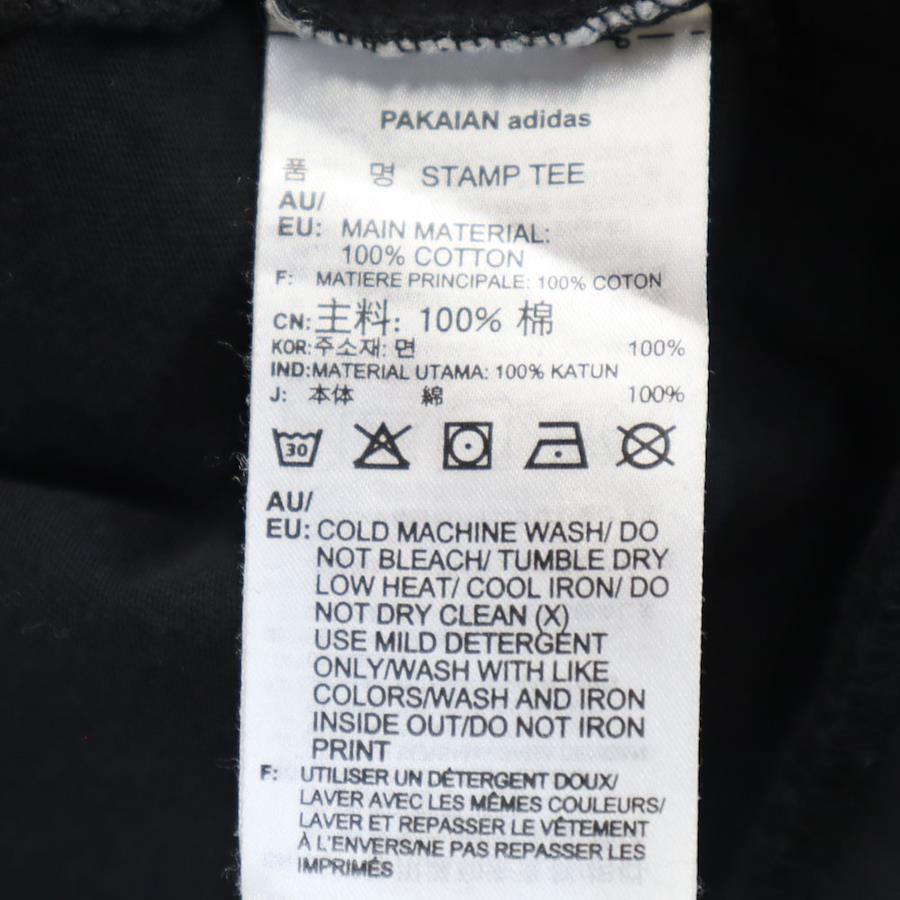 PAKAIAN adidas
품 명 STAMP TEE
AU/
EU: MAIN MATERIAL:
100% COTTON
F: MATIERE PRINCIPALE: 100% COTON
CN: 主料: 100% 棉
KOR: 주소재: 면 100%
IND: MATERIAL UTAMA: 100% KATUN
J: 本体 綿 100%
30
AU/
EU: COLD MACHINE WASH/ DO
NOT BLEACH/ TUMBLE DRY
LOW HEAT/ COOL IRON/ DO
NOT DRY CLEAN (X)
USE MILD DETERGENT
ONLY/WASH WITH LIKE
COLORS/WASH AND IRON
INSIDE OUT/DO NOT IRON
PRINT
F: UTILISER UN DÉTERGENT DOUX/
LAVER AVEC LES MÊMES COULEURS/
LAVER ET REPASSER LE VÊTEMENT
À L'ENVERS/NE PAS REPASSER LES
IMPRIMÉS